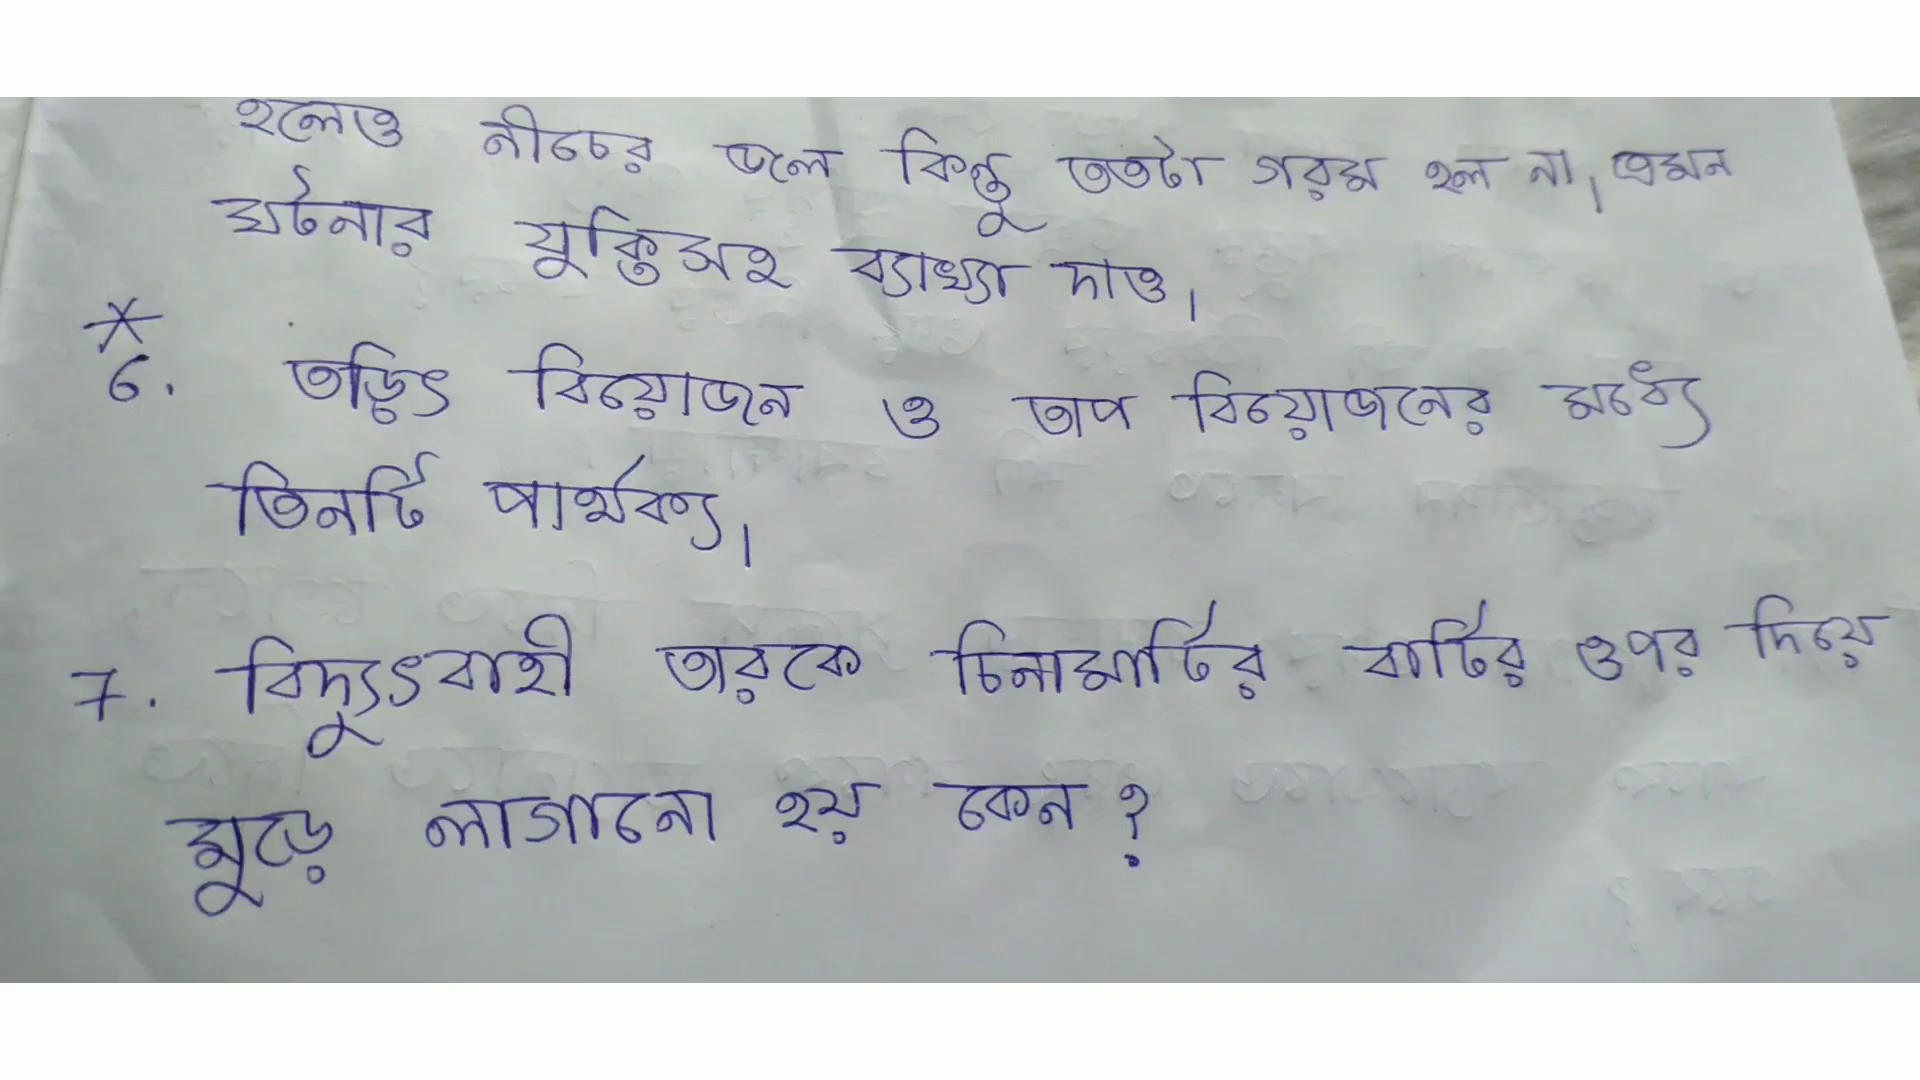 হলেও নীচের জল কিন্তু ততটা গরম হল না। এমন
ঘটনার যুক্তিসহ ব্যাখ্যা দাও।
*
6. তড়িৎ বিয়োজন ও তাপ বিয়োজনের মধ্যে
তিনটি পার্থক্য।
7. বিদ্যুৎবাহী তারকে চিনামাটির বাটির ওপর দিয়ে
মুড়ে লাগানো হয় কেন?